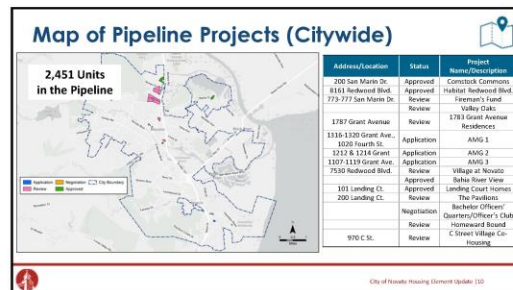 Map of Pipeline Projects (Citywide)
2,451 Units
in the Pipeline
Application
Negotiation
City Boundary
Review
Approved
Address/Location Status Project Name/Description
200 San Marin Dr. Approved Comstock Commons
8161 Redwood Blvd. Approved Habitat Redwood Blvd.
773-777 San Marin Dr. Review Fireman's Fund
Review Valley Oaks
1787 Grant Avenue Review 1783 Grant Avenue Residences
1316-1320 Grant Ave., 1020 Fourth St. Application AMG 1
1212 & 1214 Grant Application AMG 2
1107-1119 Grant Ave. Application AMG 3
7530 Redwood Blvd. Review Village at Novato
Approved Bahia River View
101 Landing Ct. Approved Landing Court Homes
200 Landing Ct. Review The Pavilions
Negotiation Bachelor Officers' Quarters/Officer's Club
Review Homeward Bound
970 C St. Review C Street Village Co-Housing
City of Novato Housing Element Update |10